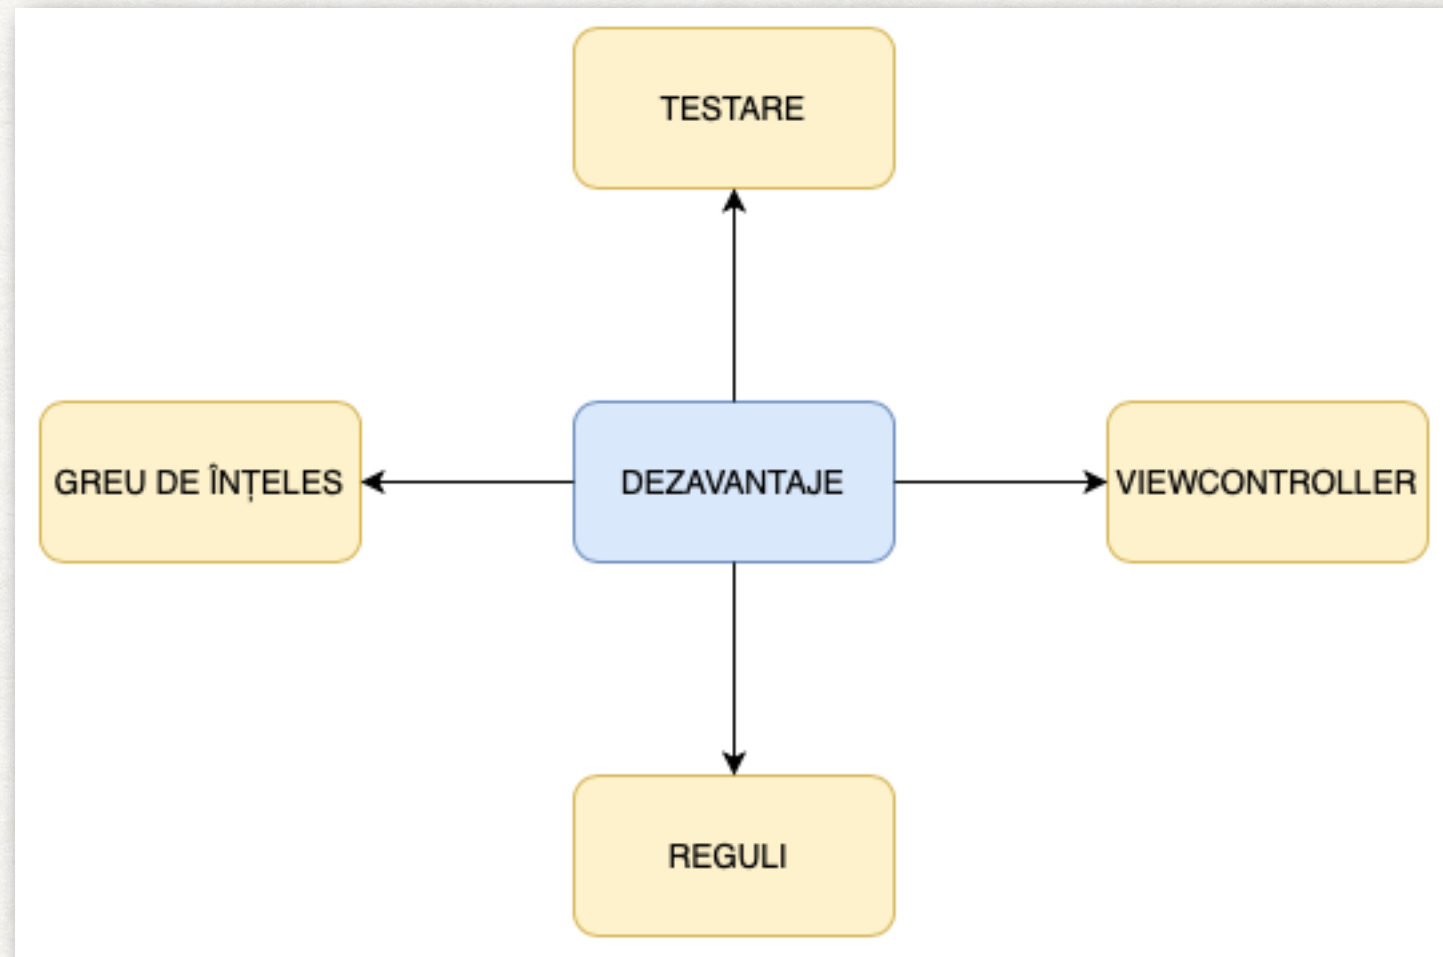 TESTARE
GREU DE ÎNȚELES
DEZAVANTAJE
VIEWCONTROLLER
REGULI